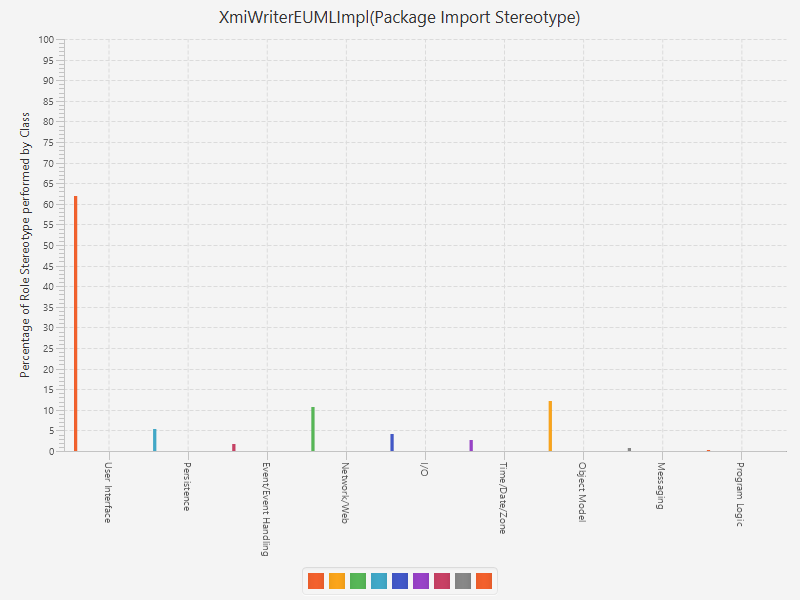 XmiWriterEUMLImpl(Package Import Stereotype)
Percentage of Role Stereotype performed by Class
100
95
90
85
80
75
70
65
60
55
50
45
40
35
30
25
20
15
10
5
0
User Interface
Persistence
Event/Event Handling
Network/Web
I/O
Time/Date/Zone
Object Model
Messaging
Program Logic